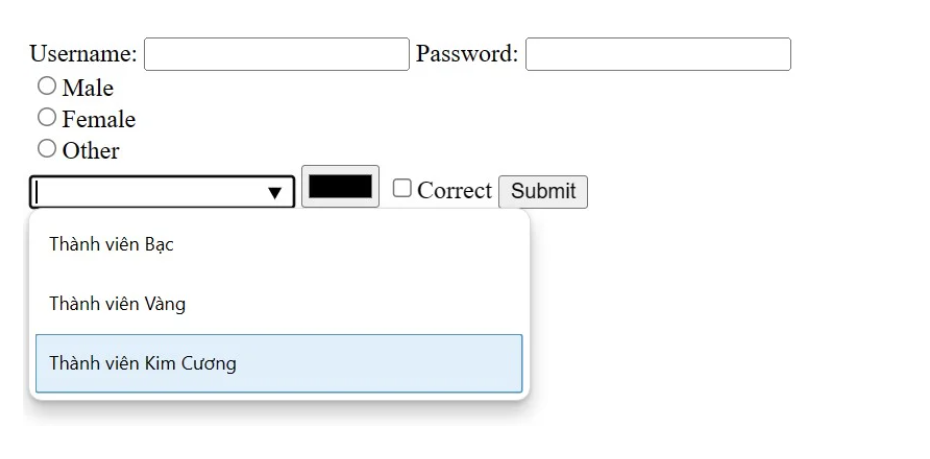 Username: Password:
Male
Female
Other
Correct Submit
Thành viên Bạc
Thành viên Vàng
Thành viên Kim Cương